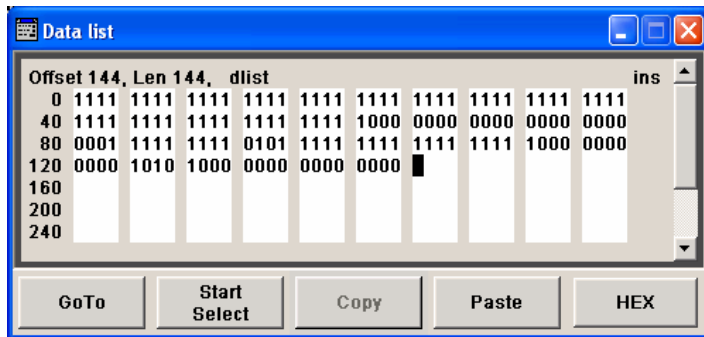 Data list
Offset 144, Len 144, dlist ins
0 1111 1111 1111 1111 1111 1111 1111 1111 1111 1111
40 1111 1111 1111 1111 1111 1000 0000 0000 0000 0000
80 0001 1111 1111 0101 1111 1111 1111 1111 1000 0000
120 0000 1010 1000 0000 0000 0000
160
200
240
GoTo Start Select Copy Paste HEX